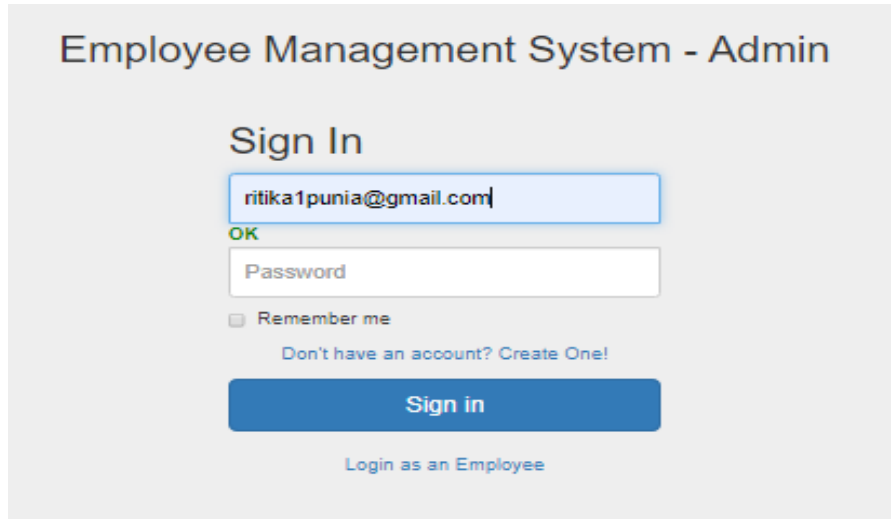 Employee Management System - Admin
Sign In
ritika1punia@gmail.com
OK
Password
Remember me
Don't have an account? Create One!
Sign in
Login as an Employee